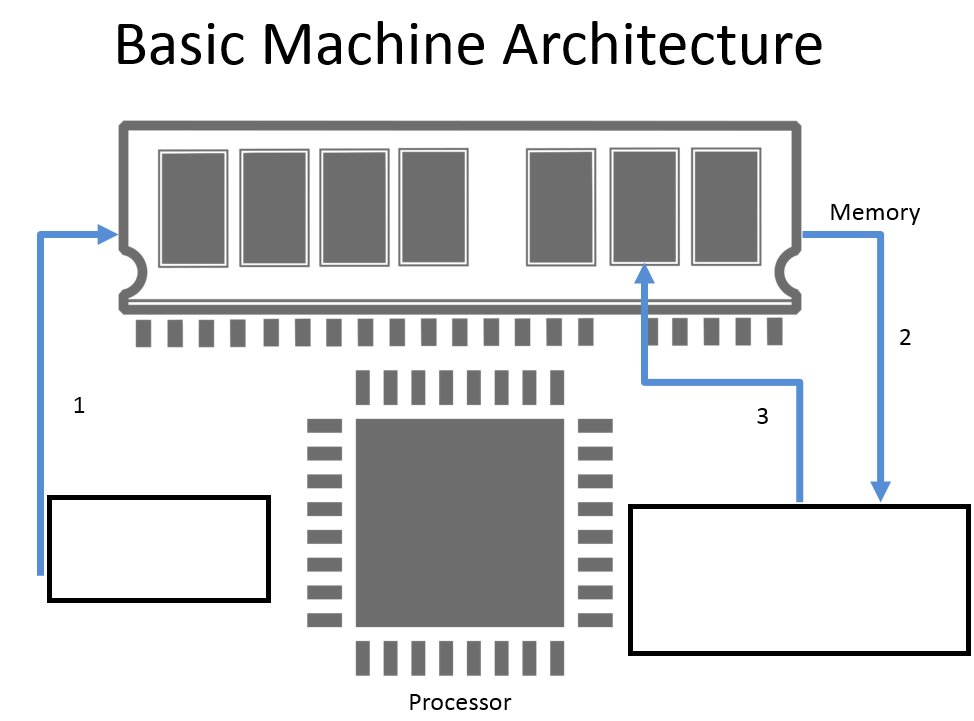 Basic Machine Architecture
Memory
2
1
3
Processor